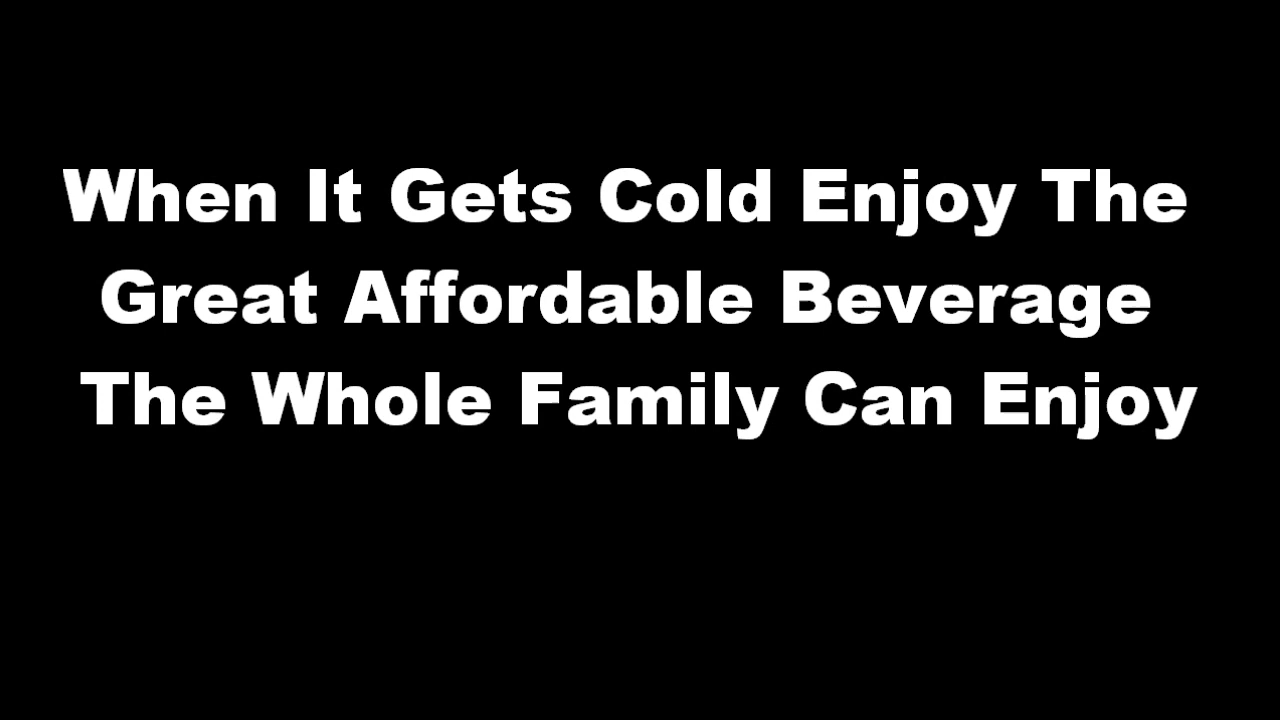 When It Gets Cold Enjoy The
Great Affordable Beverage
The Whole Family Can Enjoy